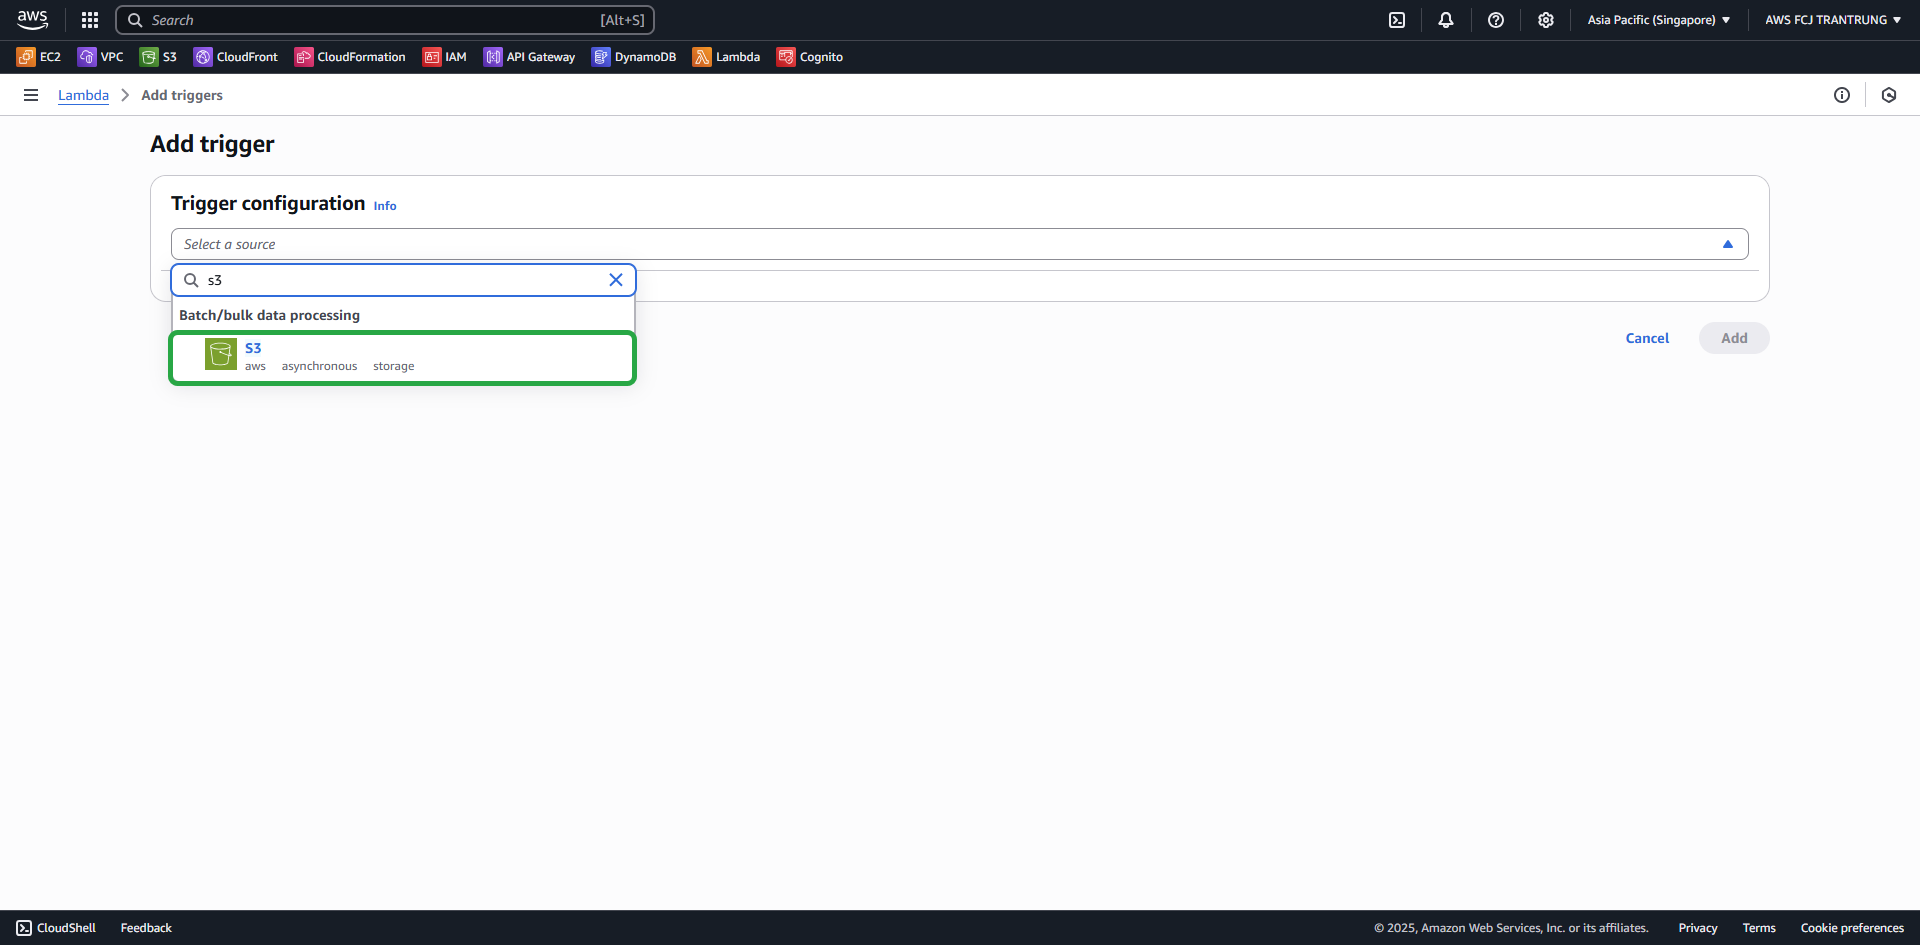 aws
Search [Alt+S]
Asia Pacific (Singapore) AWS FCJ TRANTRUNG
EC2 VPC S3 CloudFront CloudFormation IAM API Gateway DynamoDB Lambda Cognito
Lambda Add triggers
Add trigger
Trigger configuration Info
Select a source
s3
Batch/bulk data processing
S3
aws asynchronous storage
Cancel Add
CloudShell Feedback © 2025, Amazon Web Services, Inc. or its affiliates. Privacy Terms Cookie preferences